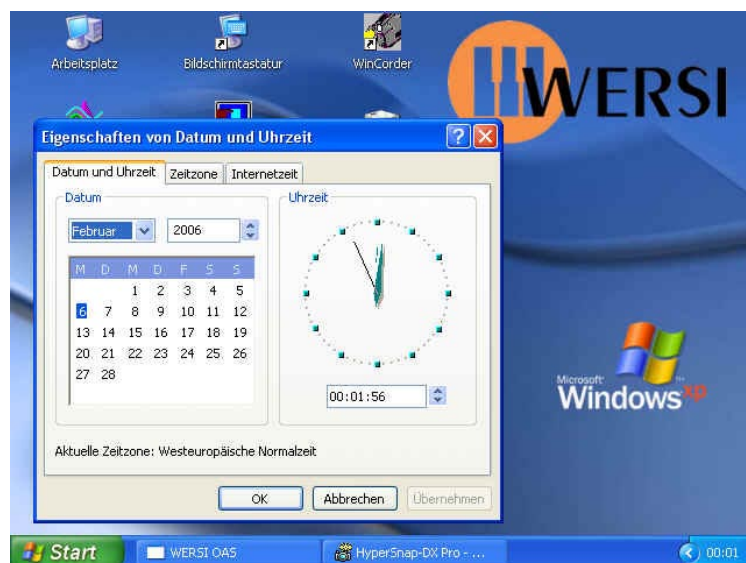 Arbeitsplatz
Bildschirmtastatur
WinCorder
WERSI
Eigenschaften von Datum und Uhrzeit
Datum und Uhrzeit Zeitzone Internetzeit
Datum
Uhrzeit
Februar 2006
M D M D F S S
1 2 3 4 5
6 7 8 9 10 11 12
13 14 15 16 17 18 19
20 21 22 23 24 25 26
27 28
00:01:56
Aktuelle Zeitzone: Westeuropäische Normalzeit
OK Abbrechen Übernehmen
Microsoft
Windows xp
Start WERSI OAS HyperSnap-DX Pro - ... 00:01